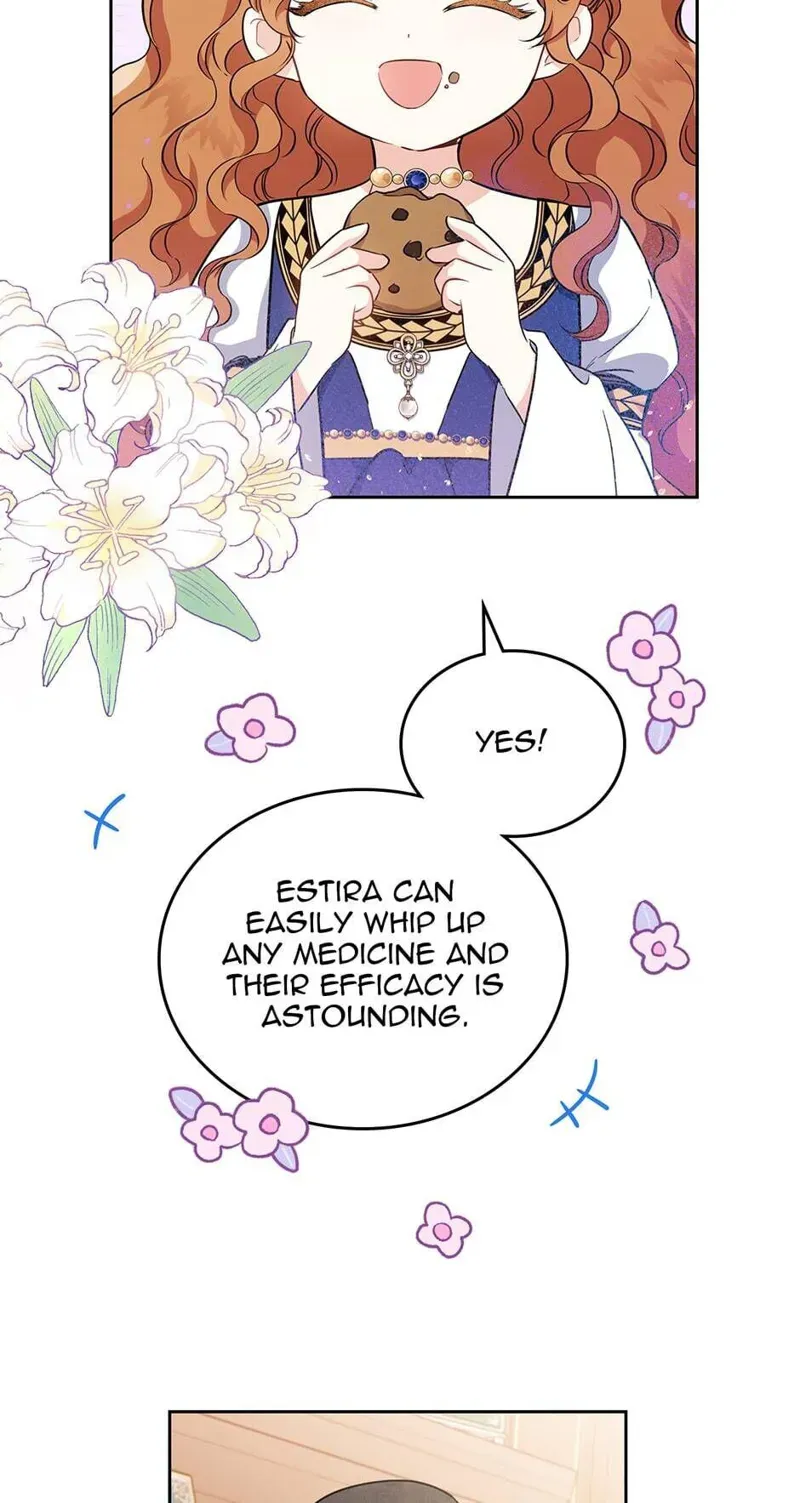 YES!
ESTIRA CAN
EASILY WHIP UP
ANY MEDICINE AND
THEIR EFFICACY IS
ASTOUNDING.